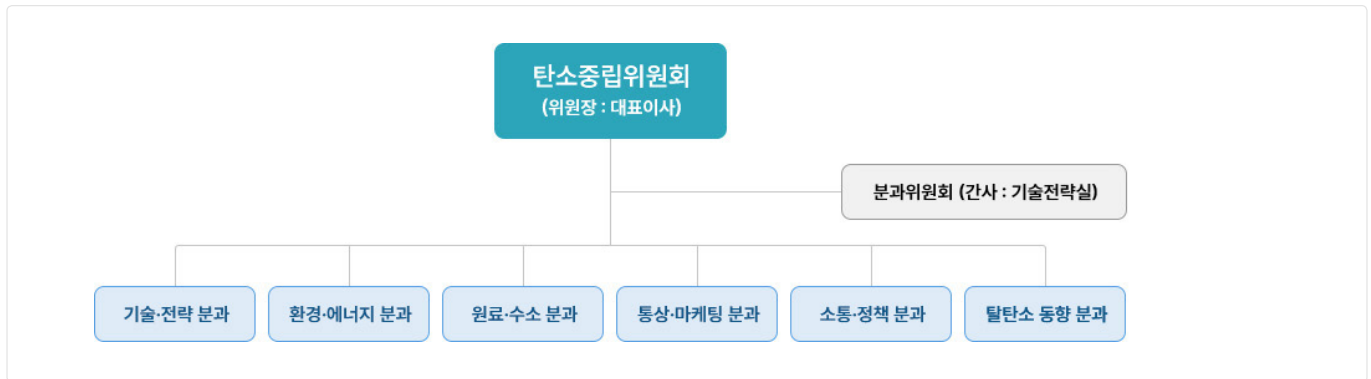 탄소중립위원회
(위원장 : 대표이사)
분과위원회 (간사 : 기술전략실)
기술·전략 분과
환경·에너지 분과
원료·수소 분과
통상·마케팅 분과
소통·정책 분과
탈탄소 동향 분과